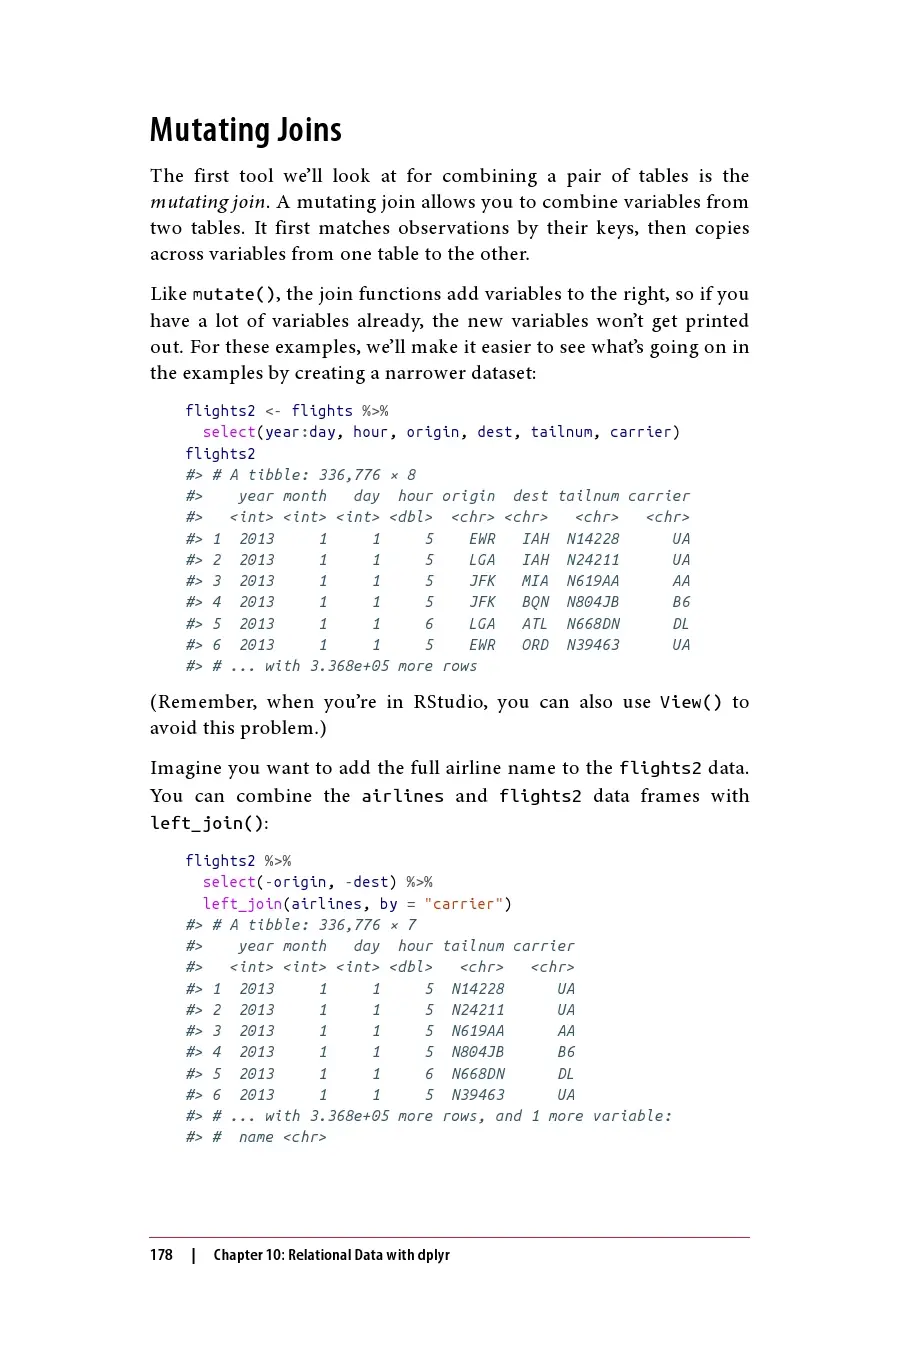 Mutating Joins
The first tool we’ll look at for combining a pair of tables is the
mutating join. A mutating join allows you to combine variables from
two tables. It first matches observations by their keys, then copies
across variables from one table to the other.
Like mutate(), the join functions add variables to the right, so if you
have a lot of variables already, the new variables won’t get printed
out. For these examples, we’ll make it easier to see what’s going on in
the examples by creating a narrower dataset:
flights2 <- flights %>%
  select(year:day, hour, origin, dest, tailnum, carrier)
flights2
#> # A tibble: 336,776 × 8
#>    year month   day  hour origin  dest tailnum carrier
#>   <int> <int> <int> <dbl>  <chr> <chr>   <chr>   <chr>
#> 1  2013     1     1     5    EWR   IAH  N14228      UA
#> 2  2013     1     1     5    LGA   IAH  N24211      UA
#> 3  2013     1     1     5    JFK   MIA  N619AA      AA
#> 4  2013     1     1     5    JFK   BQN  N804JB      B6
#> 5  2013     1     1     6    LGA   ATL  N668DN      DL
#> 6  2013     1     1     5    EWR   ORD  N39463      UA
#> # ... with 3.368e+05 more rows
(Remember, when you’re in RStudio, you can also use View() to
avoid this problem.)
Imagine you want to add the full airline name to the flights2 data.
You can combine the airlines and flights2 data frames with
left_join():
flights2 %>%
  select(-origin, -dest) %>%
  left_join(airlines, by = "carrier")
#> # A tibble: 336,776 × 7
#>    year month   day  hour tailnum carrier
#>   <int> <int> <int> <dbl>   <chr>   <chr>
#> 1  2013     1     1     5  N14228      UA
#> 2  2013     1     1     5  N24211      UA
#> 3  2013     1     1     5  N619AA      AA
#> 4  2013     1     1     5  N804JB      B6
#> 5  2013     1     1     6  N668DN      DL
#> 6  2013     1     1     5  N39463      UA
#> # ... with 3.368e+05 more rows, and 1 more variable:
#> #  name <chr>
178 | Chapter 10: Relational Data with dplyr